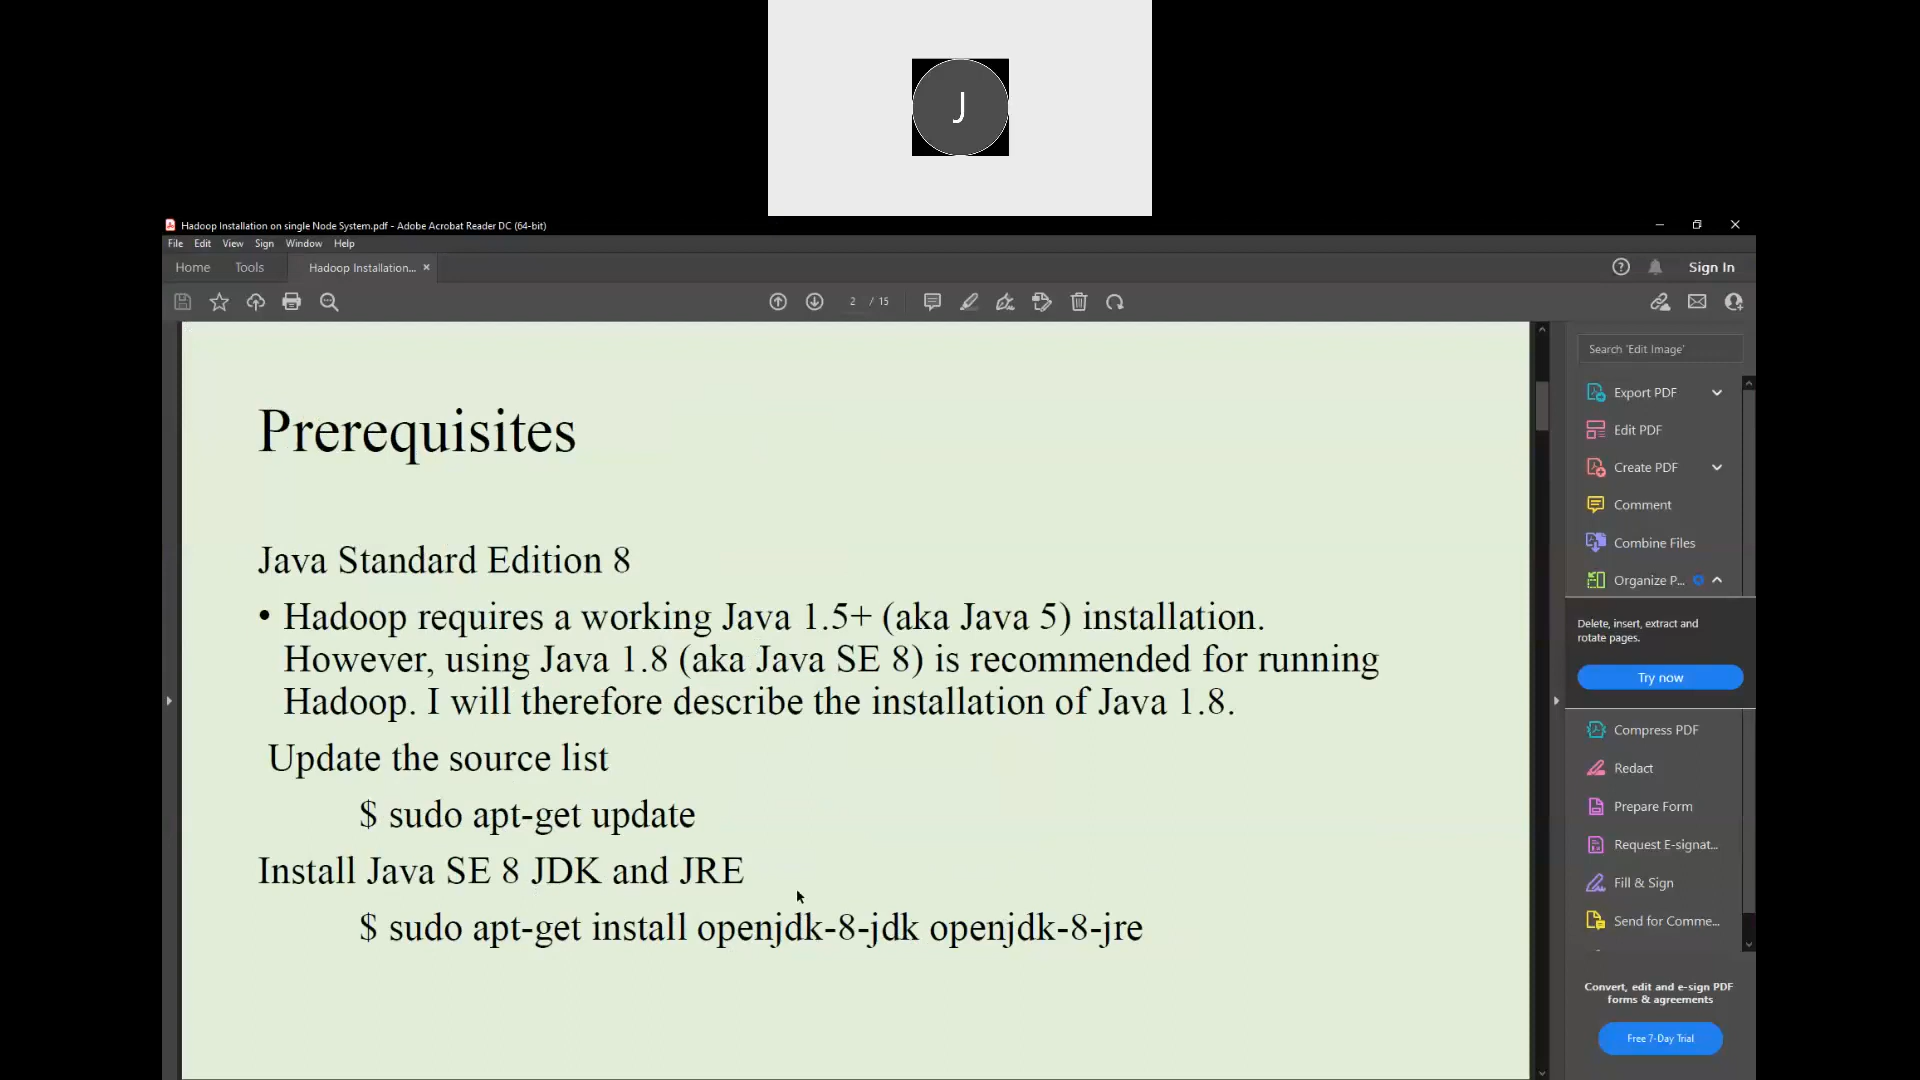 J
Hadoop Installation on single Node System.pdf - Adobe Acrobat Reader DC (64-bit)
File Edit View Sign Window Help
Home Tools Hadoop Installation... × Sign In
2 / 15
Search 'Edit Image'
Export PDF
Edit PDF
Create PDF
Comment
Combine Files
Organize P...
Delete, insert, extract and
rotate pages.
Try now
Compress PDF
Redact
Prepare Form
Request E-signat...
Fill & Sign
Send for Comme...
Convert, edit and e-sign PDF
forms & agreements
Free 7-Day Trial
Prerequisites
Java Standard Edition 8
• Hadoop requires a working Java 1.5+ (aka Java 5) installation.
However, using Java 1.8 (aka Java SE 8) is recommended for running
Hadoop. I will therefore describe the installation of Java 1.8.
Update the source list
$ sudo apt-get update
Install Java SE 8 JDK and JRE
$ sudo apt-get install openjdk-8-jdk openjdk-8-jre